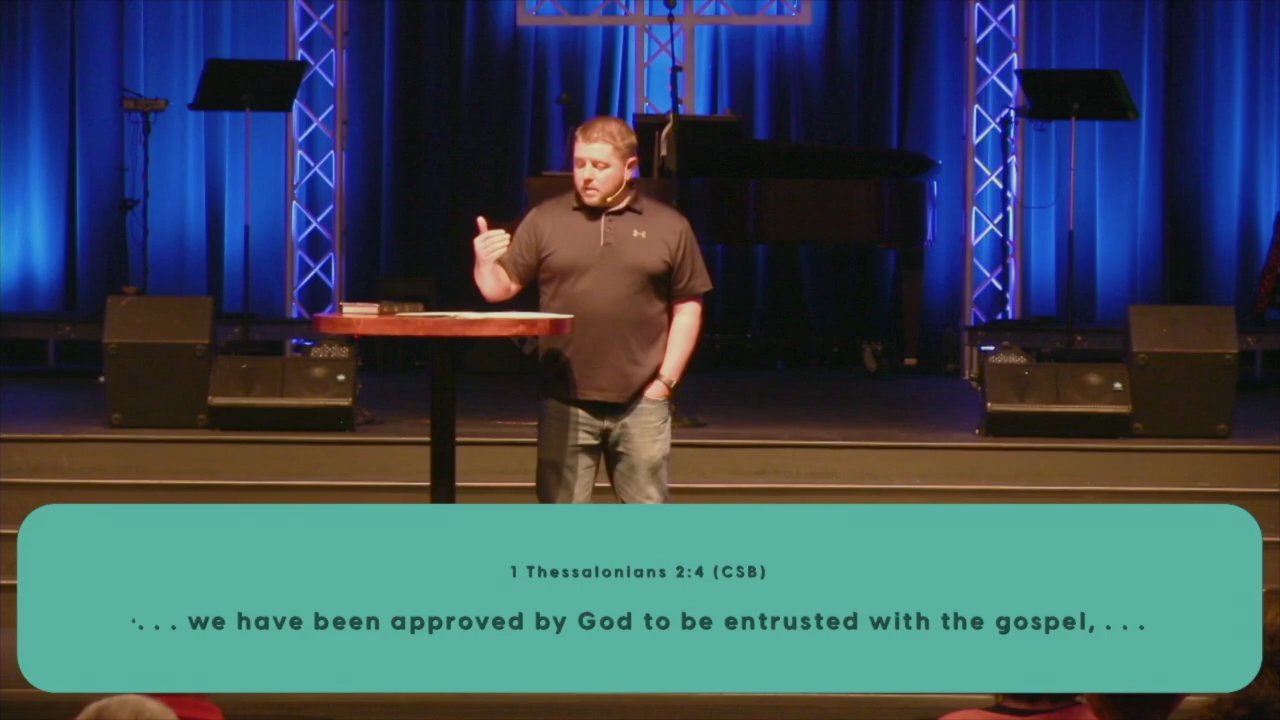 1 Thessalonians 2:4 (CSB)
‘. . . we have been approved by God to be entrusted with the gospel, . . .